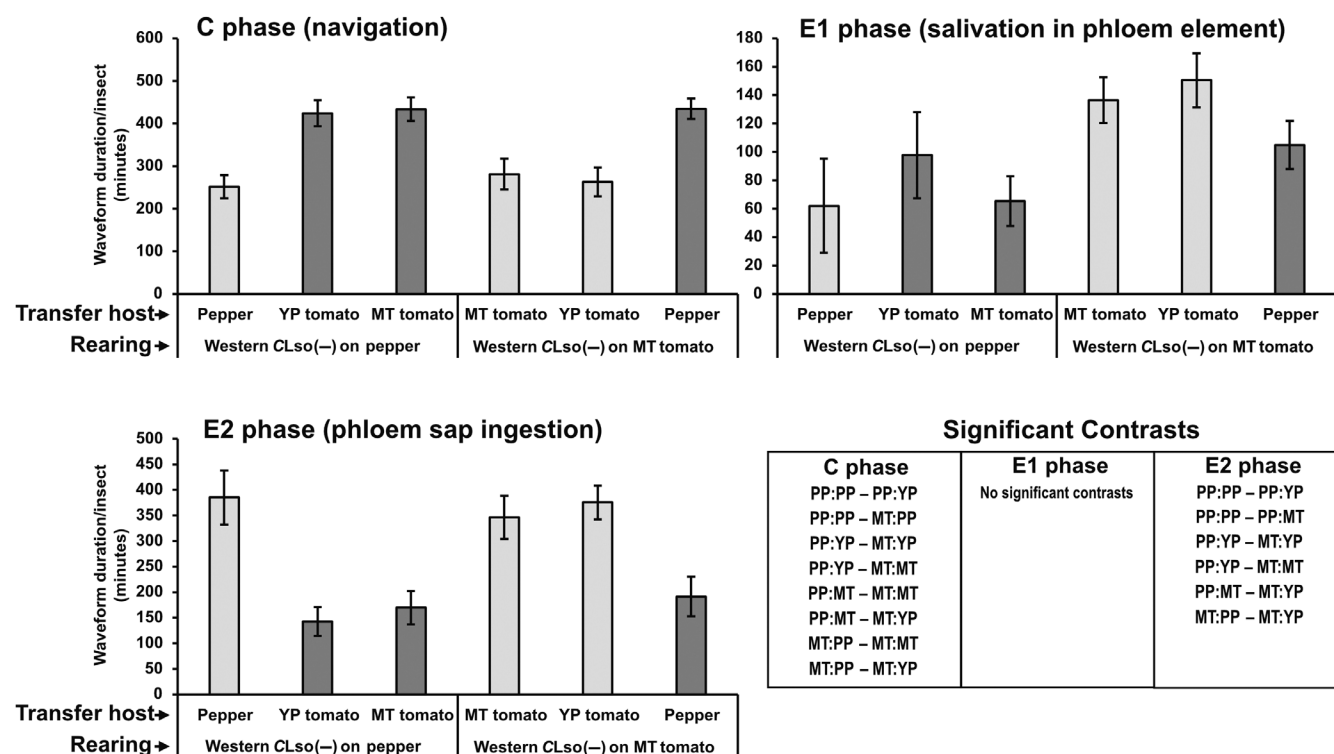 C phase (navigation)
Waveform duration/insect
(minutes)
600
500
400
300
200
100
0
Transfer host
Pepper YP tomato MT tomato MT tomato YP tomato Pepper
Rearing
Western CLso(–) on pepper Western CLso(–) on MT tomato
E1 phase (salivation in phloem element)
180
160
140
120
100
80
60
40
20
0
Pepper YP tomato MT tomato MT tomato YP tomato Pepper
Western CLso(–) on pepper Western CLso(–) on MT tomato
E2 phase (phloem sap ingestion)
Waveform duration/insect
(minutes)
500
450
400
350
300
250
200
150
100
50
0
Transfer host
Pepper YP tomato MT tomato MT tomato YP tomato Pepper
Rearing
Western CLso(–) on pepper Western CLso(–) on MT tomato
Significant Contrasts
C phase
PP:PP – PP:YP
PP:PP – MT:PP
PP:YP – MT:YP
PP:YP – MT:MT
PP:MT – MT:MT
PP:MT – MT:YP
MT:PP – MT:MT
MT:PP – MT:YP
E1 phase
No significant contrasts
E2 phase
PP:PP – PP:YP
PP:PP – PP:MT
PP:YP – MT:YP
PP:YP – MT:MT
PP:MT – MT:YP
MT:PP – MT:YP